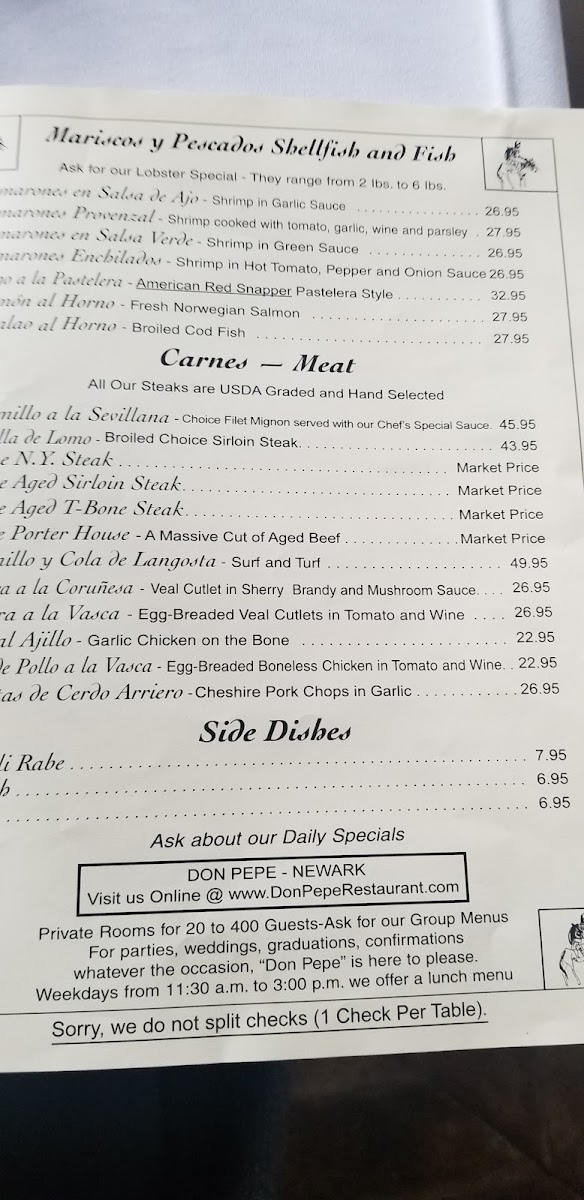 Mariscos y Pescados Shellfish and Fish
Ask for our Lobster Special - They range from 2 lbs. to 6 lbs.
marones en Salsa de Ajo - Shrimp in Garlic Sauce ................ 26.95
marones Provenzal - Shrimp cooked with tomato, garlic, wine and parsley . 27.95
marones en Salsa Verde - Shrimp in Green Sauce .............. 26.95
marones Enchilados - Shrimp in Hot Tomato, Pepper and Onion Sauce 26.95
o a la Pastelera - American Red Snapper Pastelera Style .......... 32.95
món al Horno - Fresh Norwegian Salmon ...................... 27.95
alao al Horno - Broiled Cod Fish ............................ 27.95
Carnes — Meat
All Our Steaks are USDA Graded and Hand Selected
nillo a la Sevillana - Choice Filet Mignon served with our Chef's Special Sauce. 45.95
lla de Lomo - Broiled Choice Sirloin Steak. ....................... 43.95
e N.Y. Steak ........................................ Market Price
e Aged Sirloin Steak. ............................... Market Price
e Aged T-Bone Steak. ............................... Market Price
e Porter House - A Massive Cut of Aged Beef .............. Market Price
nillo y Cola de Langosta - Surf and Turf ..................... 49.95
ra a la Coruñesa - Veal Cutlet in Sherry Brandy and Mushroom Sauce. . . . 26.95
ra a la Vasca - Egg-Breaded Veal Cutlets in Tomato and Wine .... 26.95
al Ajillo - Garlic Chicken on the Bone ......................... 22.95
de Pollo a la Vasca - Egg-Breaded Boneless Chicken in Tomato and Wine. . 22.95
tas de Cerdo Arriero - Cheshire Pork Chops in Garlic ............ 26.95
Side Dishes
li Rabe ...................................................... 7.95
h ........................................................... 6.95
............................................................ 6.95
Ask about our Daily Specials
DON PEPE - NEWARK
Visit us Online @ www.DonPepeRestaurant.com
Private Rooms for 20 to 400 Guests-Ask for our Group Menus
For parties, weddings, graduations, confirmations
whatever the occasion, "Don Pepe" is here to please.
Weekdays from 11:30 a.m. to 3:00 p.m. we offer a lunch menu
Sorry, we do not split checks (1 Check Per Table).